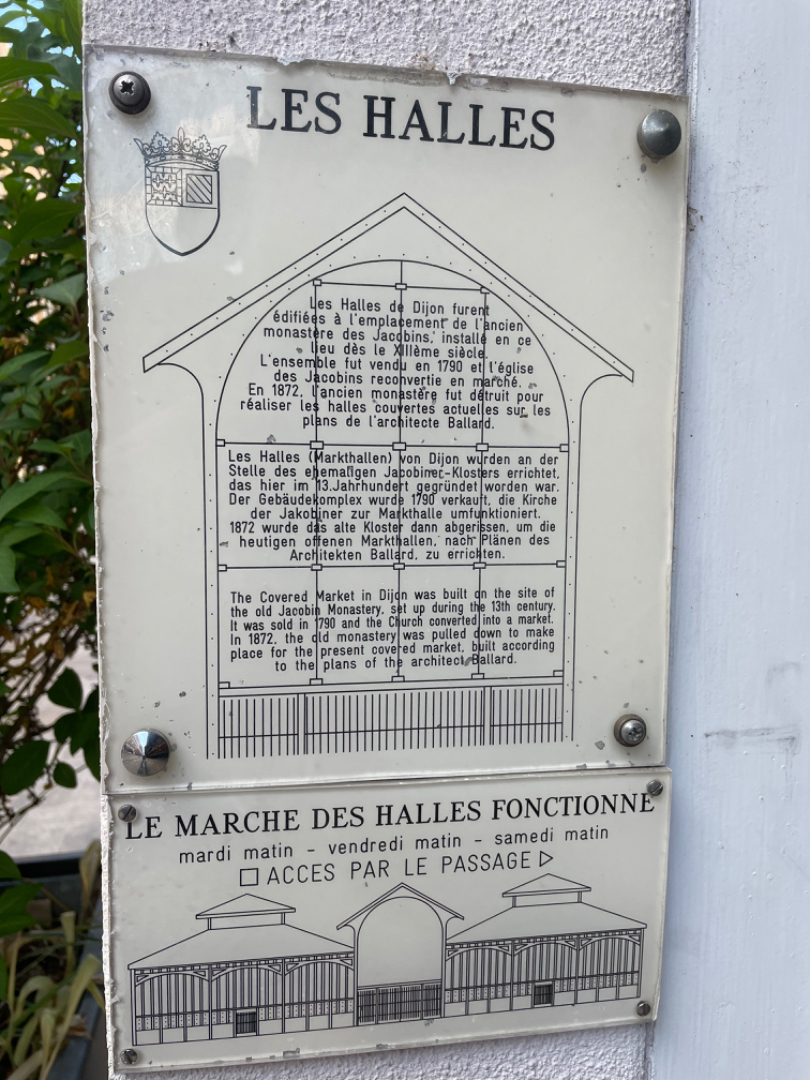 LES HALLES
Les Halles de Dijon furent
édifiées à l'emplacement de l'ancien
monastère des Jacobins, installé en ce
lieu dès le XIIIème siècle.
L'ensemble fut vendu en 1790 et l'église
des Jacobins reconvertie en marché.
En 1872, l'ancien monastère fut détruit pour
réaliser les halles couvertes actuelles sur les
plans de l'architecte Ballard.
Les Halles (Markthallen) von Dijon wurden an der
Stelle des ehemaligen Jacobiner-Klosters errichtet,
das hier im 13.Jahrhundert gegründet worden war.
Der Gebäudekomplex wurde 1790 verkauft, die Kirche
der Jakobiner zur Markthalle umfunktioniert.
1872 wurde das alte Kloster dann abgerissen, um die
heutigen offenen Markthallen, nach Plänen des
Architekten Ballard, zu errichten.
The Covered Market in Dijon was built on the site of
the old Jacobin Monastery, set up during the 13th century.
It was sold in 1790 and the Church converted into a market.
In 1872, the old monastery was pulled down to make
place for the present covered market, built according
to the plans of the architect Ballard.
LE MARCHE DES HALLES FONCTIONNE
mardi matin - vendredi matin - samedi matin
ACCES PAR LE PASSAGE